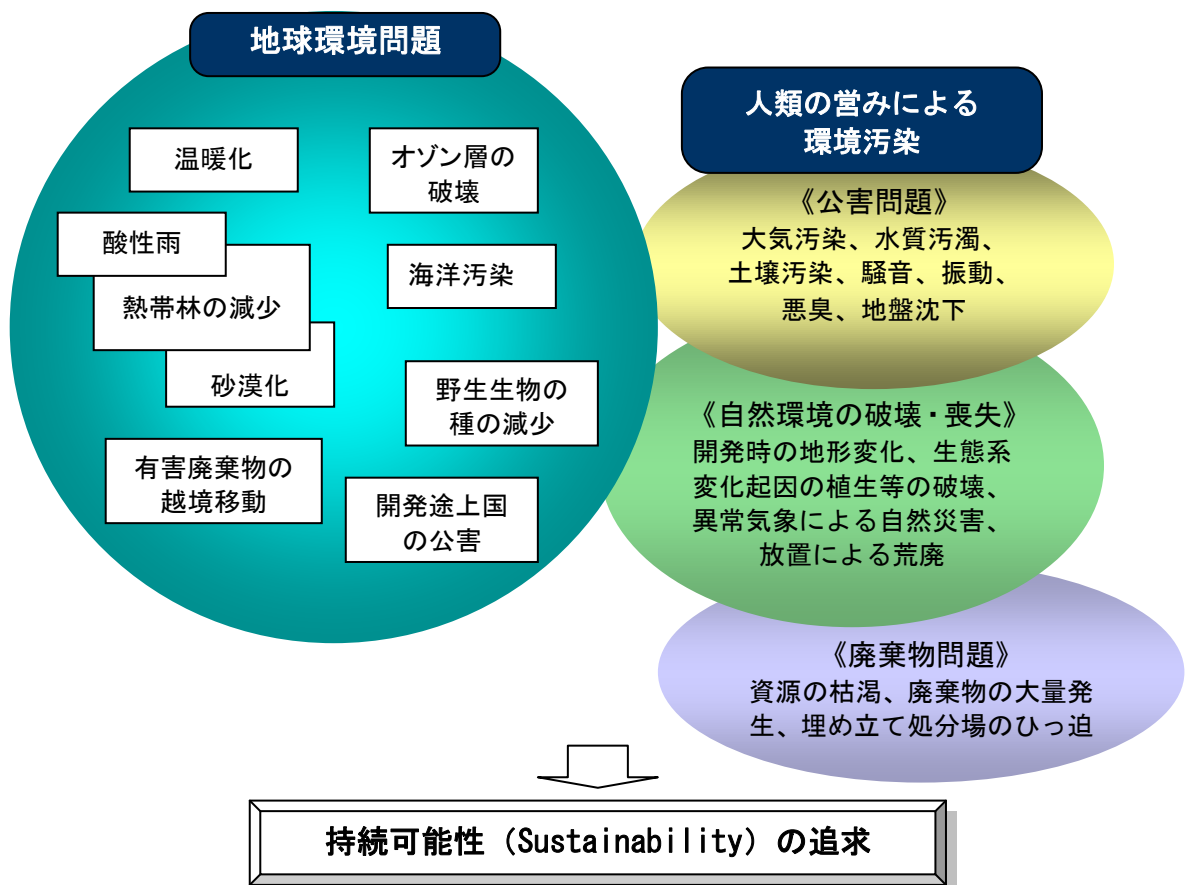 地球環境問題
温暖化
オゾン層の
破壊
酸性雨
海洋汚染
熱帯林の減少
砂漠化
野生生物の
種の減少
有害廃棄物の
越境移動
開発途上国
の公害
人類の営みによる
環境汚染
《公害問題》
大気汚染、水質汚濁、
土壌汚染、騒音、振動、
悪臭、地盤沈下
《自然環境の破壊・喪失》
開発時の地形変化、生態系
変化起因の植生等の破壊、
異常気象による自然災害、
放置による荒廃
《廃棄物問題》
資源の枯渇、廃棄物の大量発
生、埋め立て処分場のひっ迫
持続可能性（Sustainability）の追求